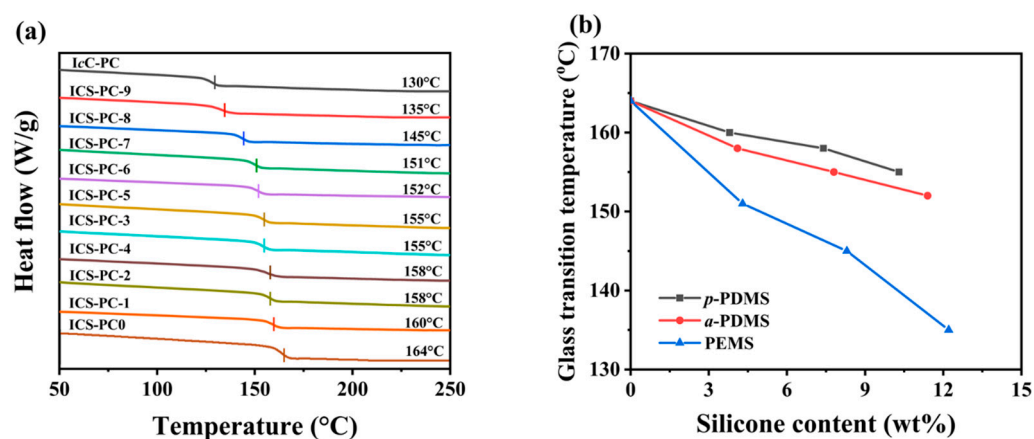 (a)
IcC-PC
130°C
ICS-PC-9
135°C
ICS-PC-8
145°C
ICS-PC-7
151°C
ICS-PC-6
152°C
ICS-PC-5
155°C
ICS-PC-3
155°C
ICS-PC-4
158°C
ICS-PC-2
158°C
ICS-PC-1
160°C
ICS-PC0
164°C
Heat flow (W/g)
50 100 150 200 250
Temperature (°C)
(b)
Glass transition temperature (°C)
170
160
150
140
130
p-PDMS
a-PDMS
PEMS
0 3 6 9 12 15
Silicone content (wt%)